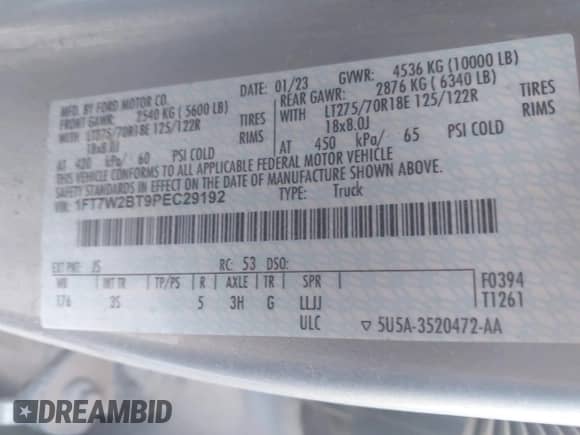 MFD. BY FORD MOTOR CO.
DATE: 01/23 GVWR: 4536 KG (10000 LB)
FRONT GAWR: 2540 KG (5600 LB)
REAR GAWR: 2876 KG (6340 LB)
WITH LT275/70R18E 125/122R TIRES
18x8.0J RIMS
AT 420 kPa/ 60 PSI COLD
WITH LT275/70R18E 125/122R TIRES
18x8.0J RIMS
AT 450 kPa/ 65 PSI COLD
THIS VEHICLE CONFORMS TO ALL APPLICABLE FEDERAL MOTOR VEHICLE
SAFETY STANDARDS IN EFFECT ON THE DATE OF MANUFACTURE SHOWN ABOVE.
VIN: 1FT7W2BT9PEC29192 TYPE: Truck
EXT PNT: JS RC: 53 DSO:
WB INT TR TP/PS R AXLE TR SPR F0394
176 3S 5 3H G LLJJ T1261
ULC ▽ 5U5A-3520472-AA
DREAMBID